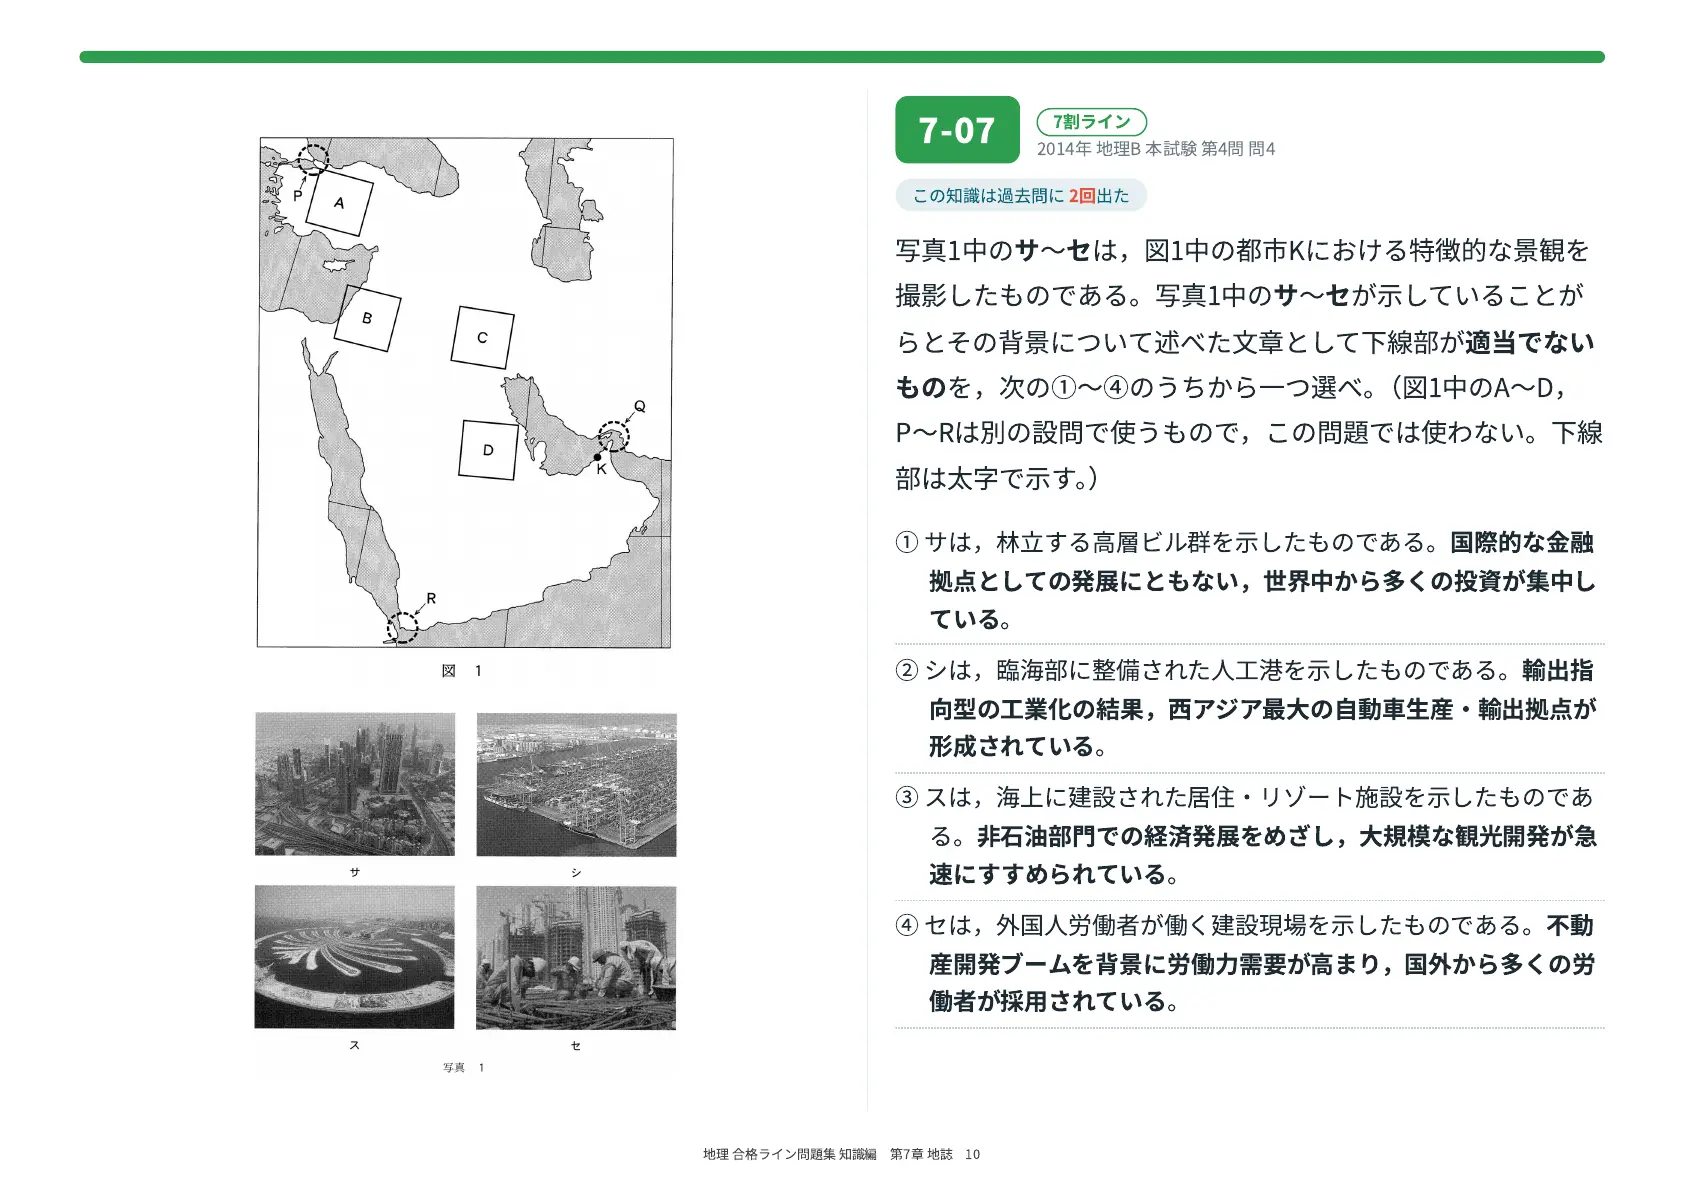 P
A
B
C
D
Q
K
R
図 1
サ
シ
ス
セ
写真 1
7-07
7割ライン
2014年 地理B 本試験 第4問 問4
この知識は過去問に 2回出た
写真1中のサ～セは，図1中の都市Kにおける特徴的な景観を
撮影したものである。写真1中のサ～セが示していることが
らとその背景について述べた文章として下線部が適当でない
ものを，次の①～④のうちから一つ選べ。（図1中のA～D，
P～Rは別の設問で使うもので，この問題では使わない。下線
部は太字で示す。）
① サは，林立する高層ビル群を示したものである。国際的な金融
拠点としての発展にともない，世界中から多くの投資が集中し
ている。
② シは，臨海部に整備された人工港を示したものである。輸出指
向型の工業化の結果，西アジア最大の自動車生産・輸出拠点が
形成されている。
③ スは，海上に建設された居住・リゾート施設を示したものであ
る。非石油部門での経済発展をめざし，大規模な観光開発が急
速にすすめられている。
④ セは，外国人労働者が働く建設現場を示したものである。不動
産開発ブームを背景に労働力需要が高まり，国外から多くの労
働者が採用されている。
地理 合格ライン問題集 知識編 第7章 地誌 10